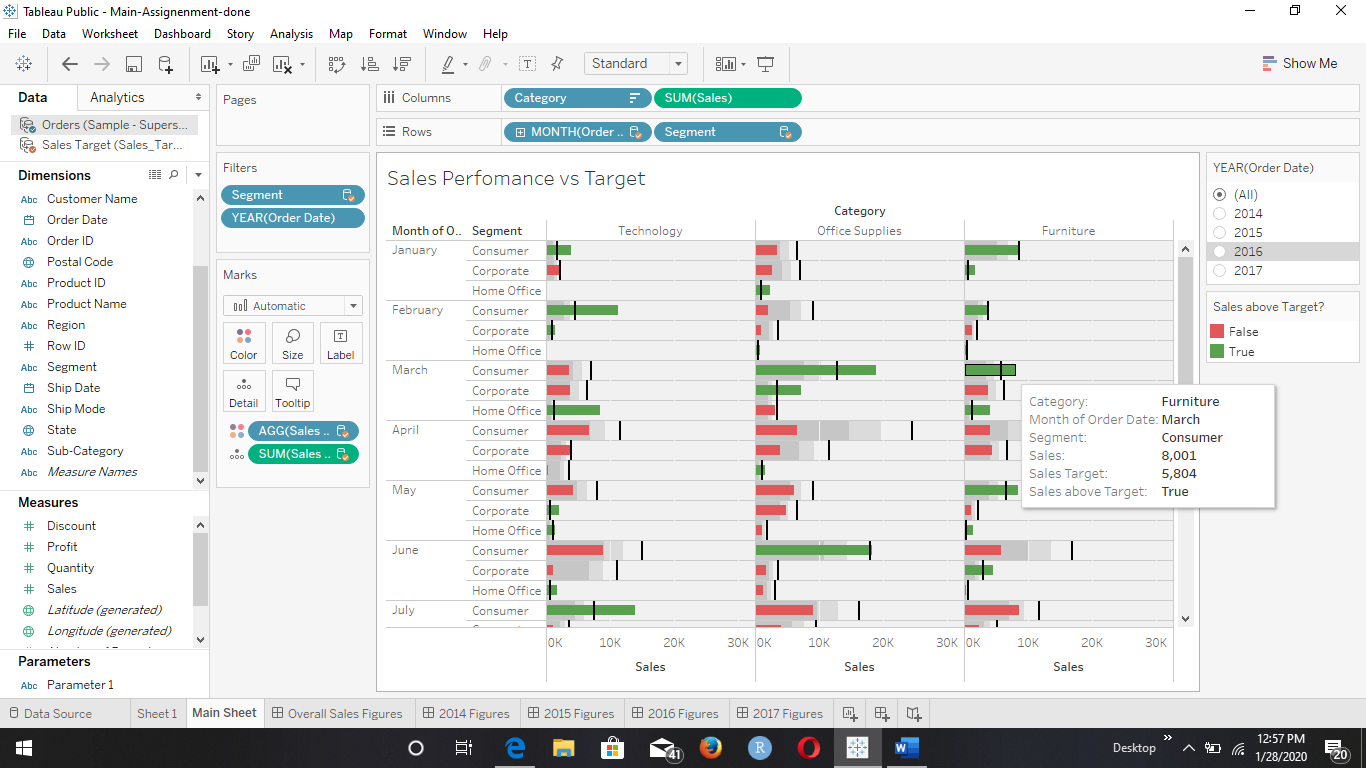 Tableau Public - Main-Assignenment-done
File Data Worksheet Dashboard Story Analysis Map Format Window Help
Standard
Show Me
Data Analytics
Orders (Sample - Supers...
Sales Target (Sales_Tar...
Dimensions
Abc Customer Name
Order Date
Abc Order ID
Postal Code
Abc Product ID
Abc Product Name
Abc Region
# Row ID
Abc Segment
Ship Date
Abc Ship Mode
State
Abc Sub-Category
Abc Measure Names
Measures
# Discount
# Profit
# Quantity
# Sales
Latitude (generated)
Longitude (generated)
Parameters
Abc Parameter 1
Pages
Filters
Segment
YEAR(Order Date)
Marks
Automatic
Color Size Label
Detail Tooltip
AGG(Sales ..
SUM(Sales ..
Columns Category SUM(Sales)
Rows MONTH(Order .. Segment
Sales Perfomance vs Target
Category
Month of O.. Segment Technology Office Supplies Furniture
January Consumer
Corporate
Home Office
February Consumer
Corporate
Home Office
March Consumer
Corporate
Home Office
April Consumer
Corporate
Home Office
May Consumer
Corporate
Home Office
June Consumer
Corporate
Home Office
July Consumer
0K 10K 20K 30K 0K 10K 20K 30K 0K 10K 20K 30K
Sales Sales Sales
Category: Furniture
Month of Order Date: March
Segment: Consumer
Sales: 8,001
Sales Target: 5,804
Sales above Target: True
YEAR(Order Date)
(All)
2014
2015
2016
2017
Sales above Target?
False
True
Data Source Sheet 1 Main Sheet Overall Sales Figures 2014 Figures 2015 Figures 2016 Figures 2017 Figures
41 R W Desktop 12:57 PM
1/28/2020 20